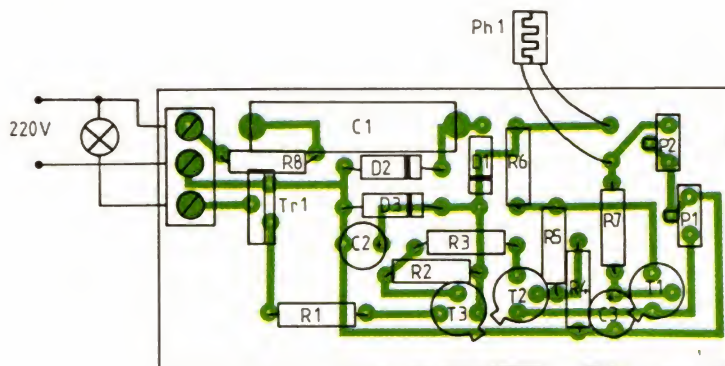 Ph1
220V
C1
R8
D2
D1
R6
P2
Tr1
D3
R7
P1
C2
R3
R5
R2
R4
T2
T1
R1
T3
C3